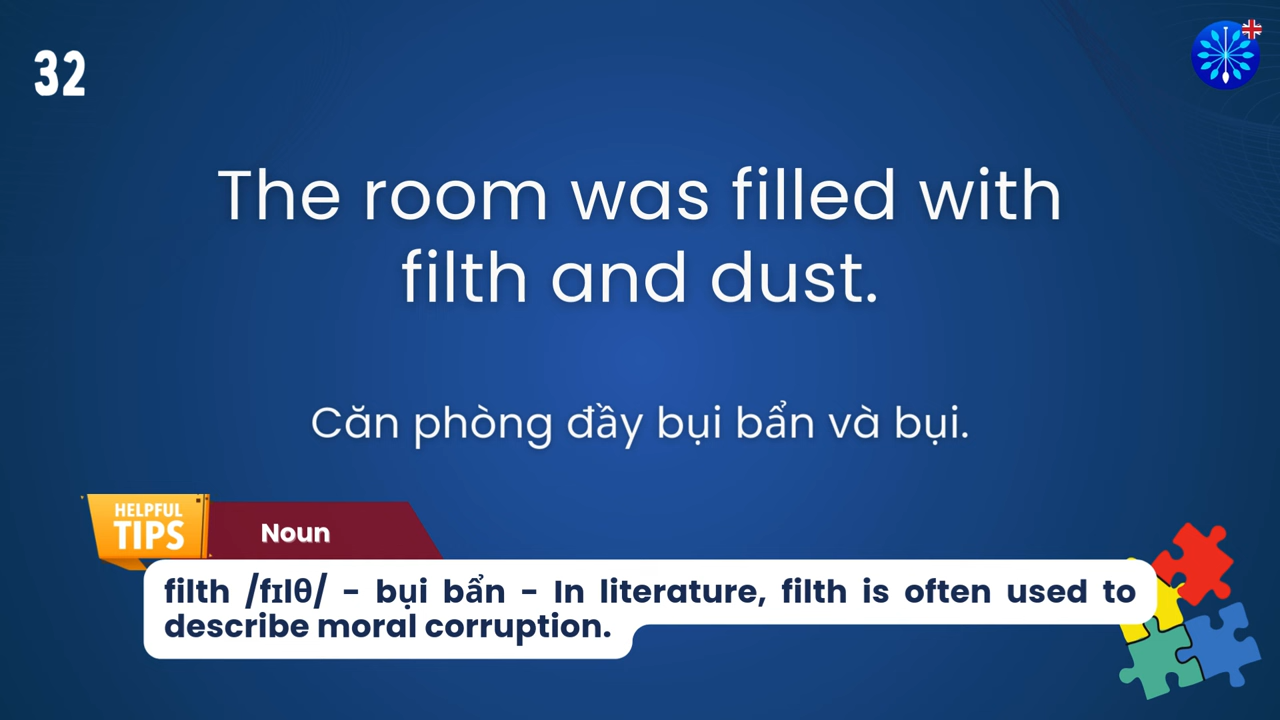 32
The room was filled with
filth and dust.
Căn phòng đầy bụi bẩn và bụi.
HELPFUL
TIPS
Noun
filth /fɪlθ/ - bụi bẩn - In literature, filth is often used to
describe moral corruption.